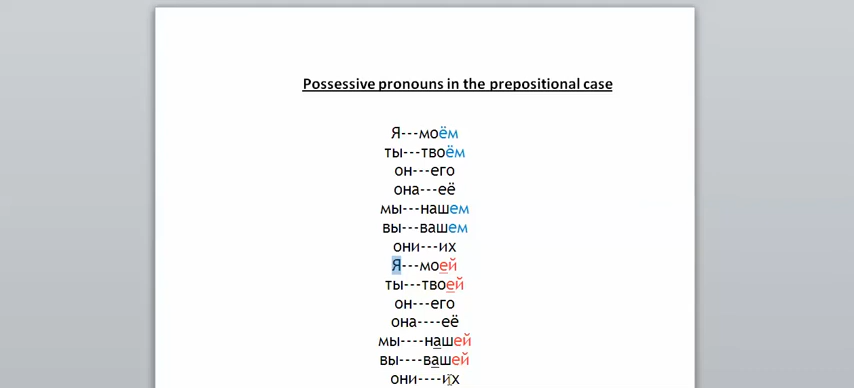 Possessive pronouns in the prepositional case
Я---моём
ты---твоём
он---его
она---её
мы---нашем
вы---вашем
они---их
Я---моей
ты---твоей
он---его
она----её
мы----нашей
вы----вашей
они----их